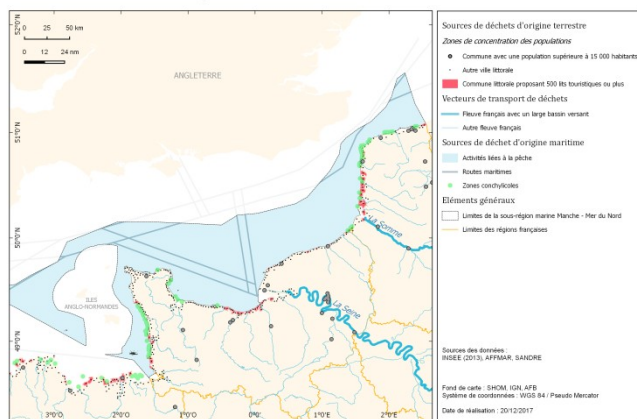 0 25 50 km
0 12 24 nm
52°0'N
51°0'N
50°0'N
49°0'N
ANGLETERRE
La Somme
La Seine
ILES
ANGLO-NORMANDES
3°0'O
2°0'O
1°0'O
0°0'
1°0'E
2°0'E
Sources de déchets d'origine terrestre
Zones de concentration des populations
Commune avec une population supérieure à 15 000 habitants
Autre ville littorale
Commune littorale proposant 500 lits touristiques ou plus
Vecteurs de transport de déchets
Fleuve français avec un large bassin versant
Autre fleuve français
Sources de déchet d'origine maritime
Activités liées à la pêche
Routes maritimes
Zones conchylicoles
Eléments généraux
Limites de la sous-région marine Manche - Mer du Nord
Limites des régions françaises
Sources des données :
INSEE (2013), AFFMAR, SANDRE
Fond de carte : SHOM, IGN, AFB
Système de coordonnées : WGS 84 / Pseudo Mercator
Date de réalisation : 20/12/2017